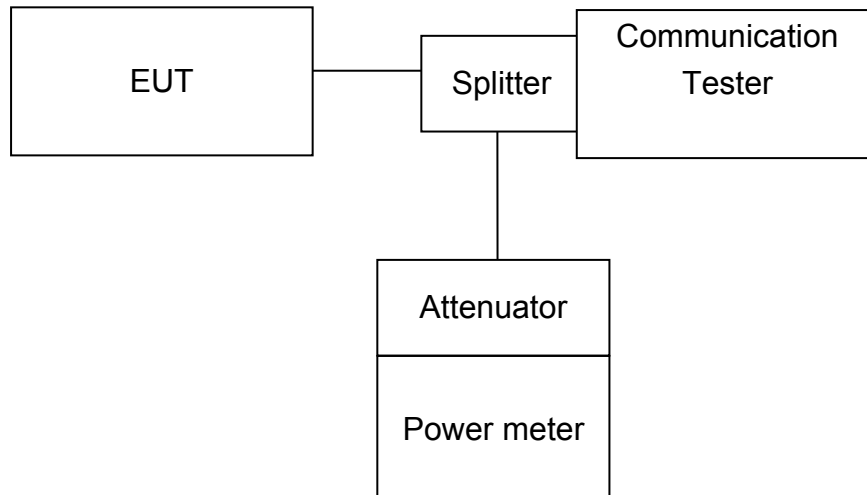 EUT
Splitter
Communication
Tester
Attenuator
Power meter